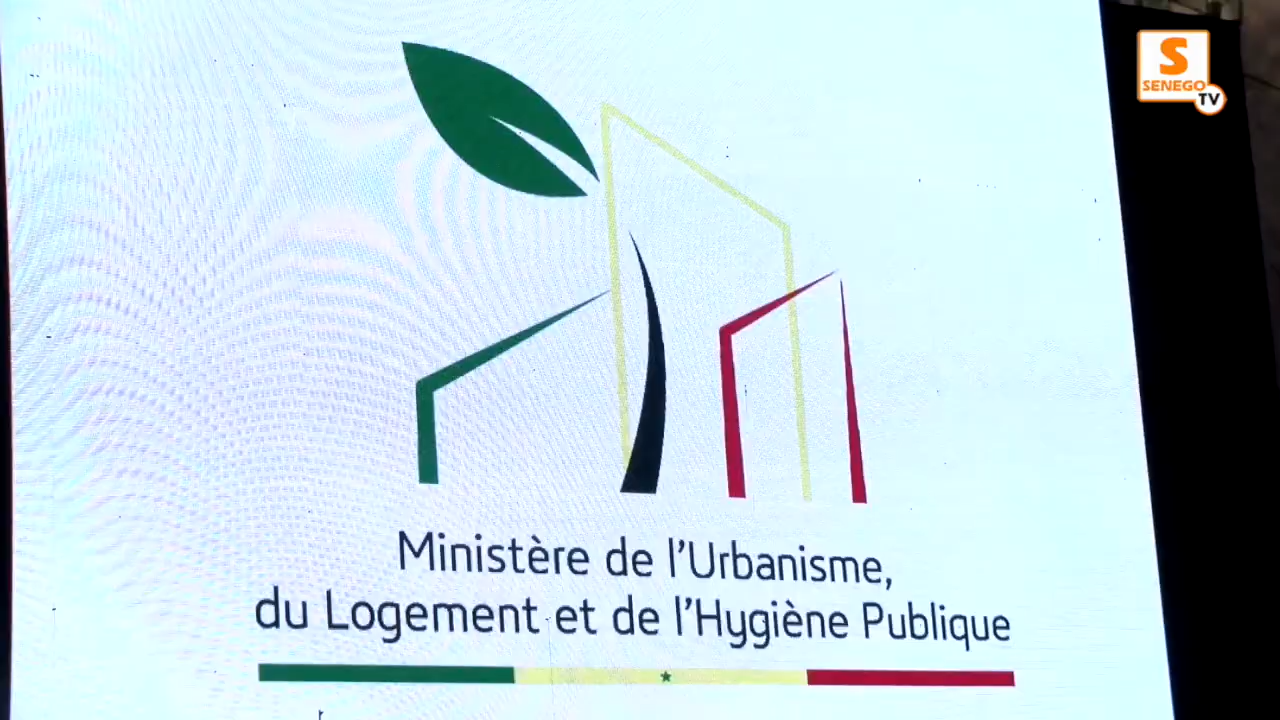 S
SENEGO
TV
Ministère de l'Urbanisme,
du Logement et de l'Hygiène Publique